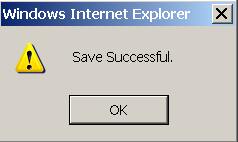 Windows Internet Explorer
Save Successful.
OK